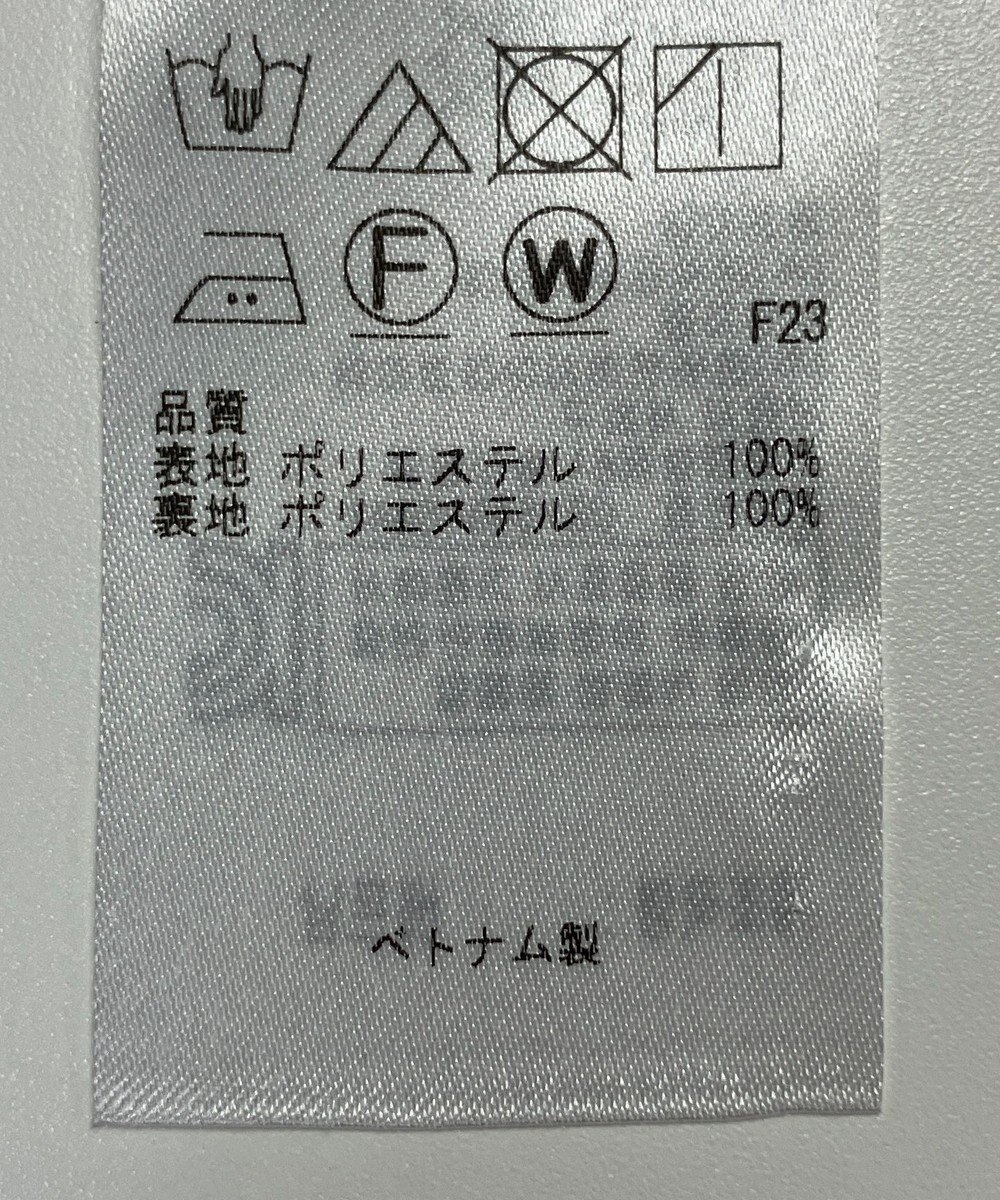 F W
F23
品質
表地 ポリエステル 100%
裏地 ポリエステル 100%
ベトナム製